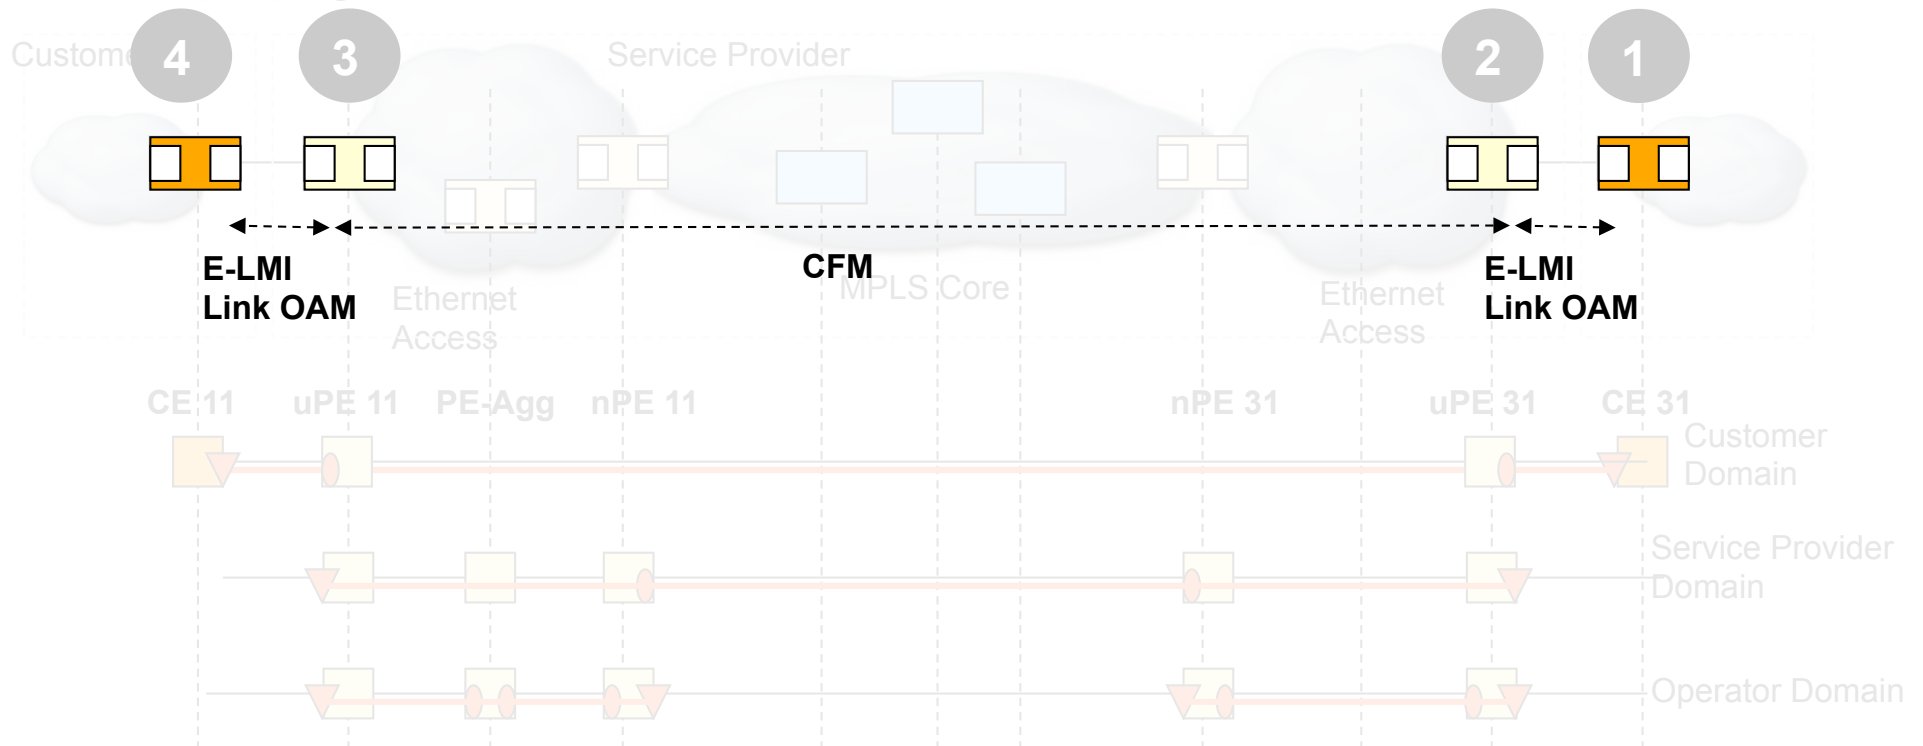 4
3
2
1
Custome
Service Provider
E-LMI
Link OAM
CFM
E-LMI
Link OAM
MPLS Core
Ethernet
Access
Ethernet
Access
CE 11
uPE 11
PE-Agg
nPE 11
nPE 31
uPE 31
CE 31
Customer
Domain
Service Provider
Domain
Operator Domain